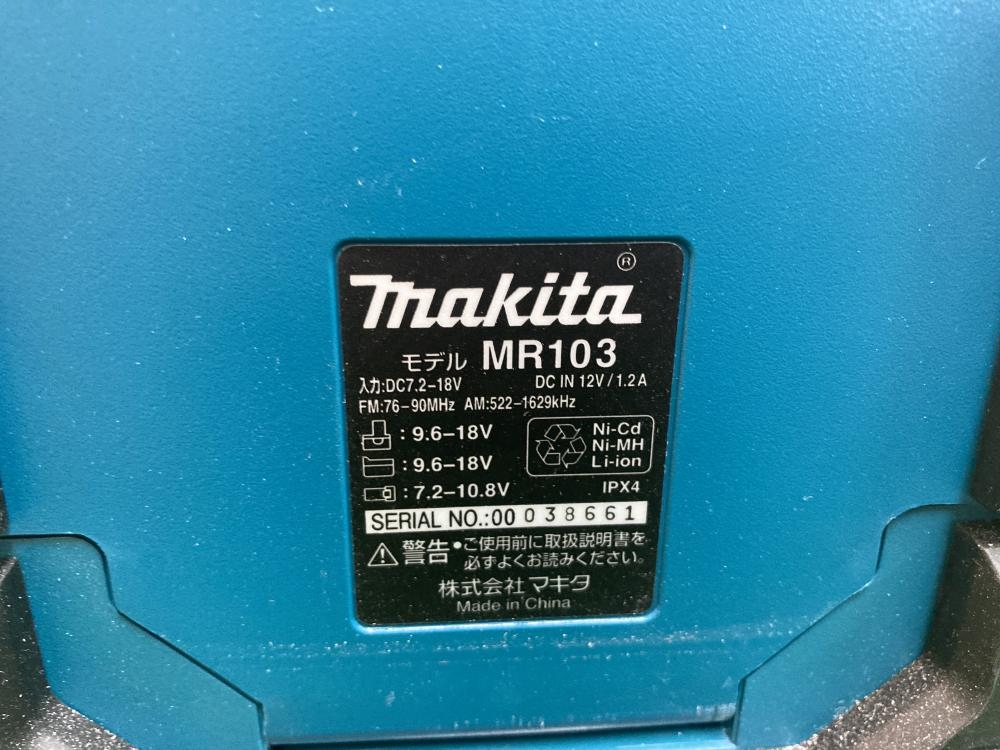 makita®
モデル MR103
入力:DC7.2-18V DC IN 12V/1.2A
FM:76-90MHz AM:522-1629kHz
:9.6-18V
:9.6-18V
:7.2-10.8V
Ni-Cd
Ni-MH
Li-ion
IPX4
SERIAL NO.:00 038661
警告 •ご使用前に取扱説明書を
必ずよくお読みください。
株式会社マキタ
Made in China